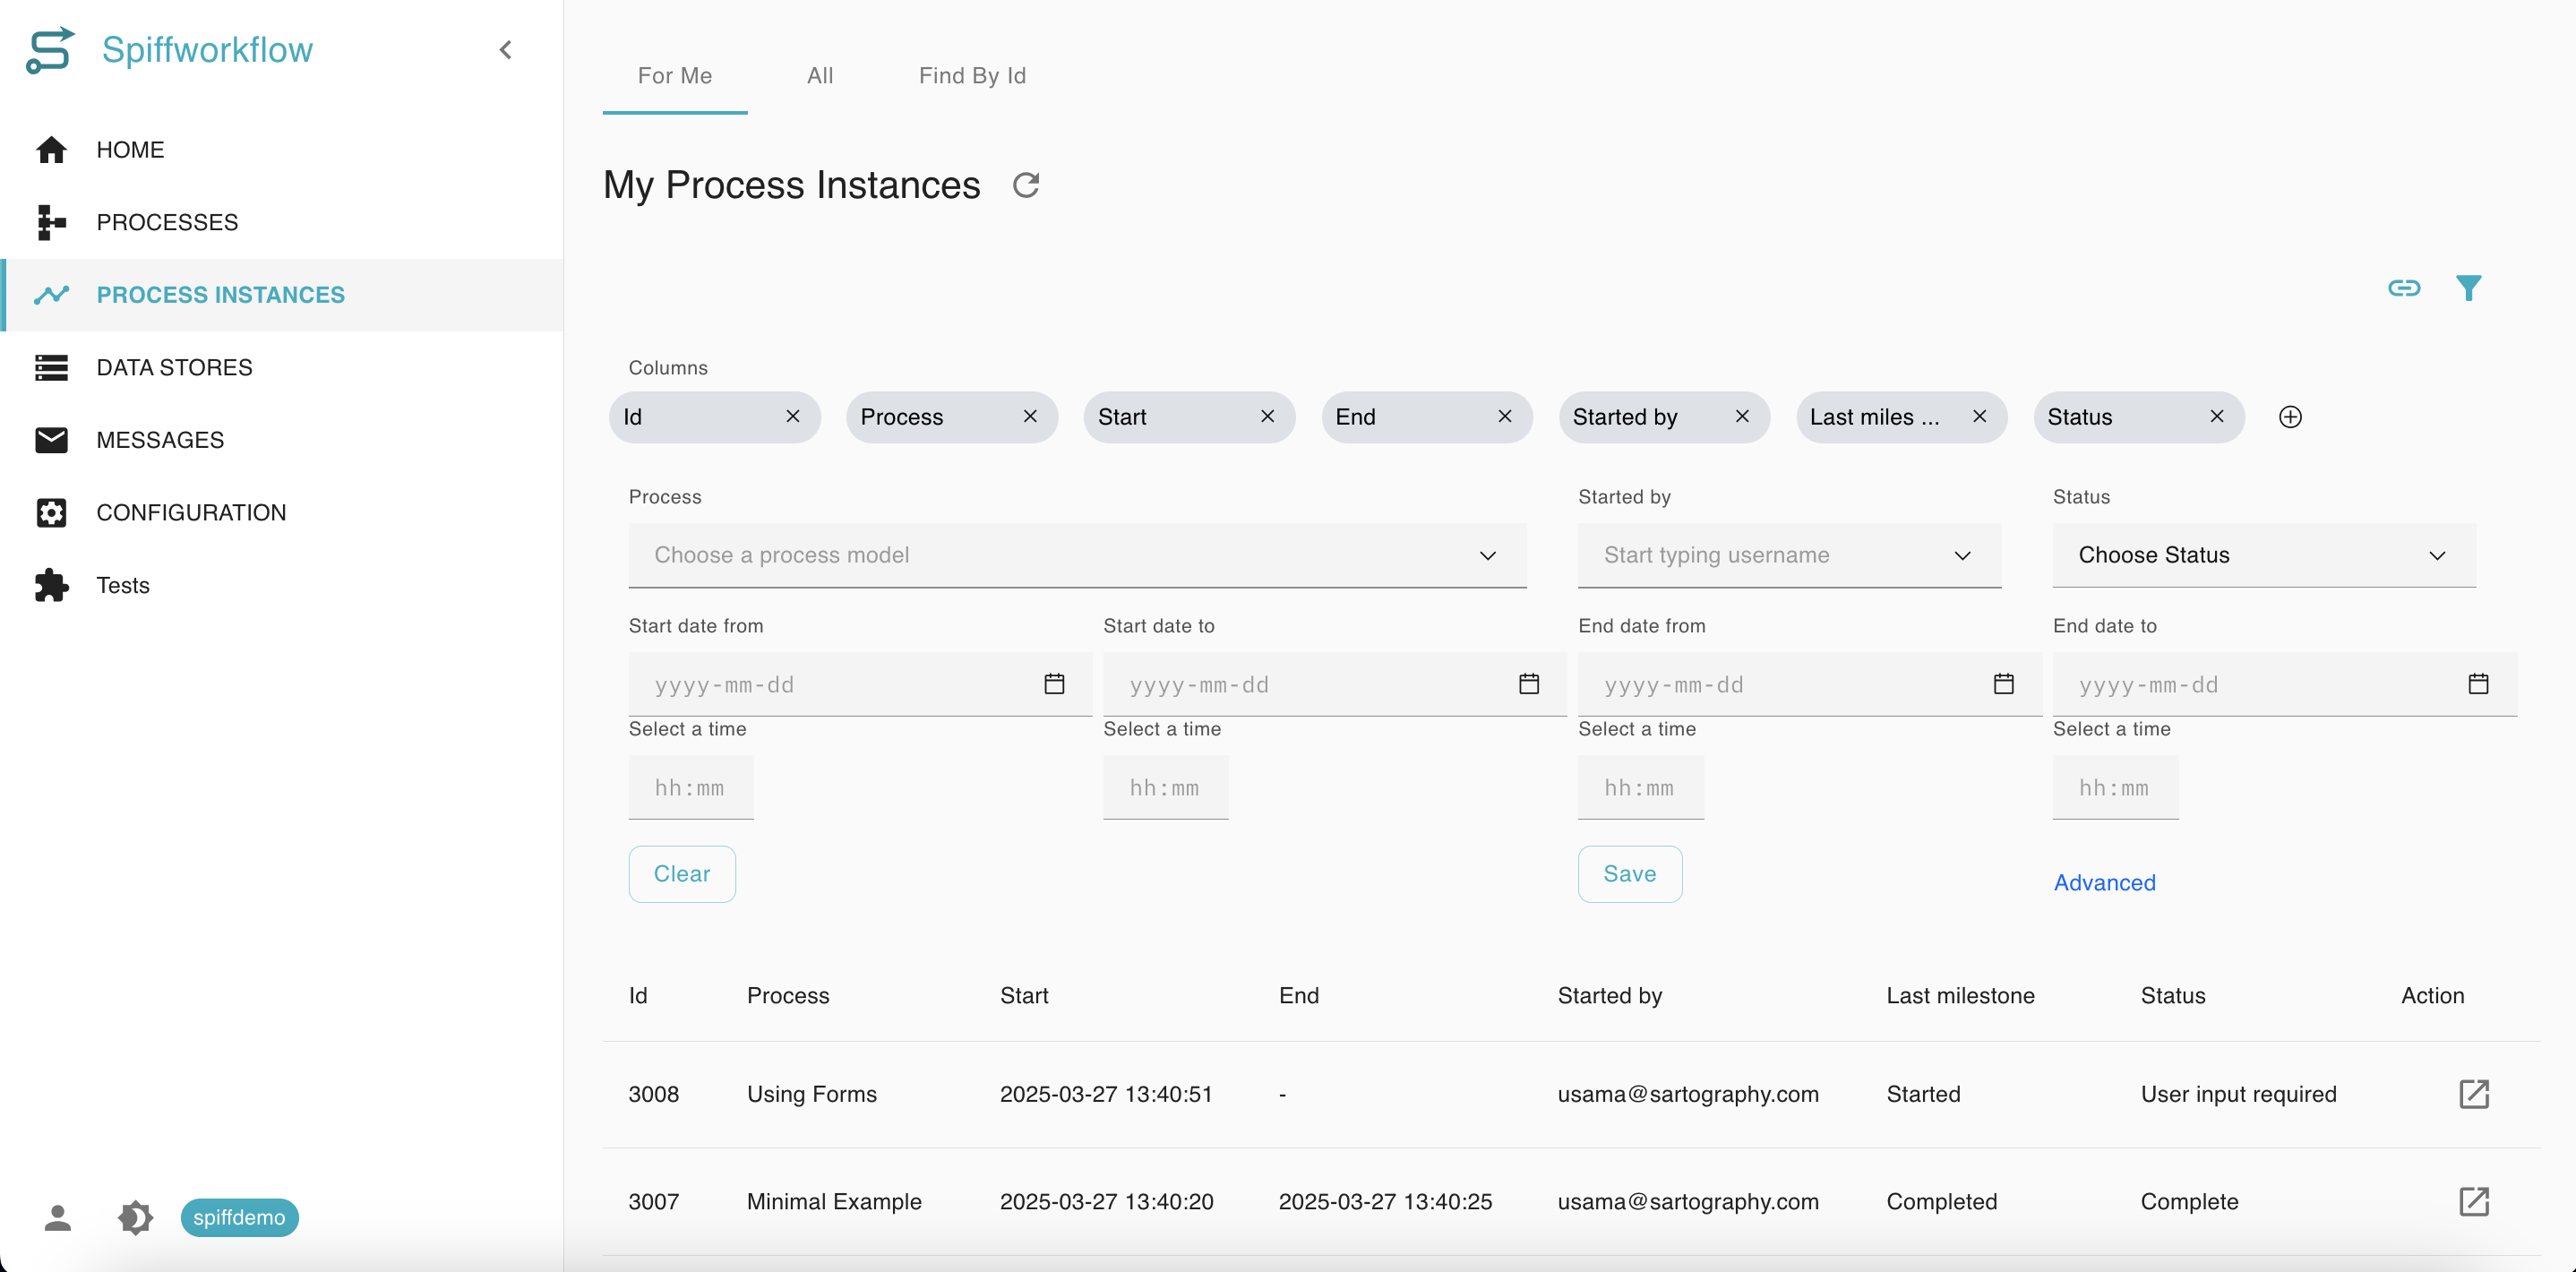 Spiffworkflow
HOME
PROCESSES
PROCESS INSTANCES
DATA STORES
MESSAGES
CONFIGURATION
Tests
spiffdemo
For Me All Find By Id
My Process Instances
Columns
Id Process Start End Started by Last miles ... Status
Process Started by Status
Choose a process model Start typing username Choose Status
Start date from Start date to End date from End date to
yyyy-mm-dd yyyy-mm-dd yyyy-mm-dd yyyy-mm-dd
Select a time Select a time Select a time Select a time
hh:mm hh:mm hh:mm hh:mm
Clear Save Advanced
Id Process Start End Started by Last milestone Status Action
3008 Using Forms 2025-03-27 13:40:51 - usama@sartography.com Started User input required
3007 Minimal Example 2025-03-27 13:40:20 2025-03-27 13:40:25 usama@sartography.com Completed Complete